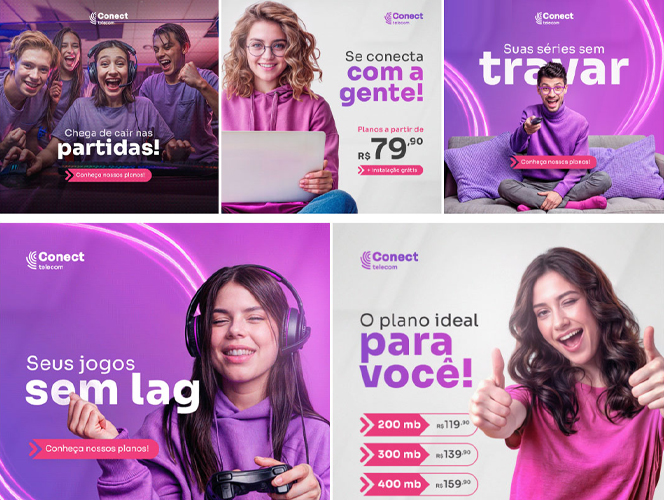 Conect
telecom
Chega de cair nas
partidas!
Conheça nossos planos!
Conect
telecom
Se conecta
com a
gente!
Planos a partir de
R$ 79,90
+ instalação grátis
Conect
telecom
Suas séries sem
travar
Conheça nossos planos!
Conect
telecom
Seus jogos
sem lag
Conheça nossos planos!
Conect
telecom
O plano ideal
para
você!
200 mb R$ 119,90
300 mb R$ 139,90
400 mb R$ 159,90